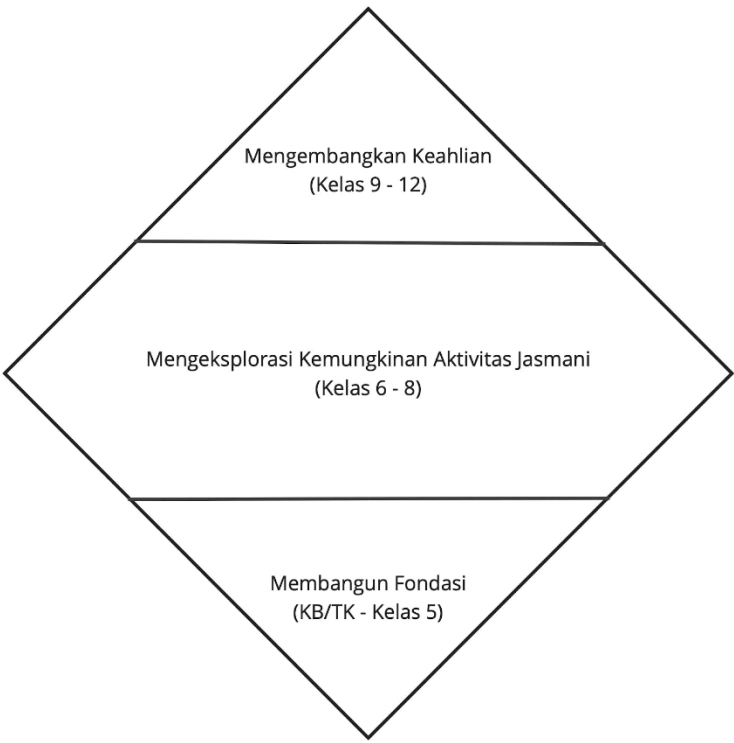 Mengembangkan Keahlian
(Kelas 9 - 12)
Mengeksplorasi Kemungkinan Aktivitas Jasmani
(Kelas 6 - 8)
Membangun Fondasi
(KB/TK - Kelas 5)